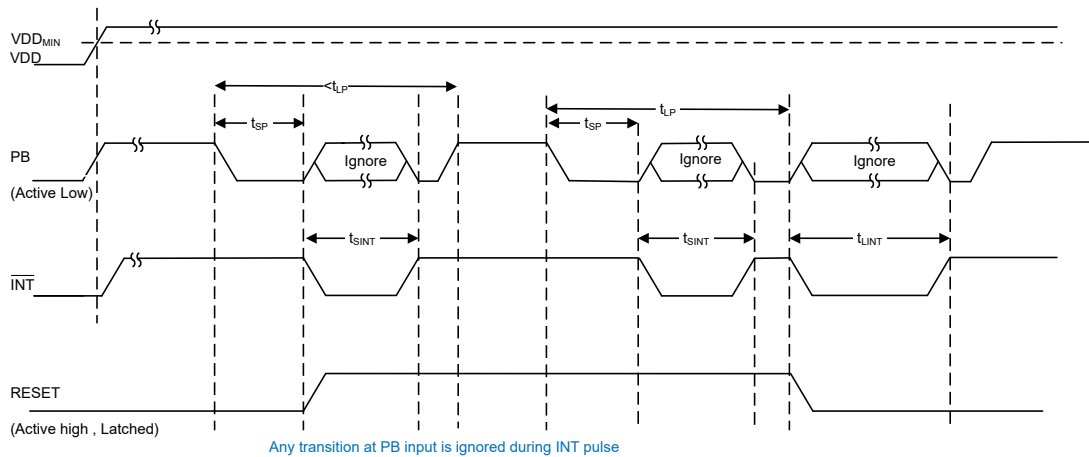 VDDMIN
VDD
<tLP
tLP
tSP
tSP
PB
Ignore
Ignore
Ignore
(Active Low)
tSINT
tSINT
tLINT
INT
RESET
(Active high , Latched)
Any transition at PB input is ignored during INT pulse